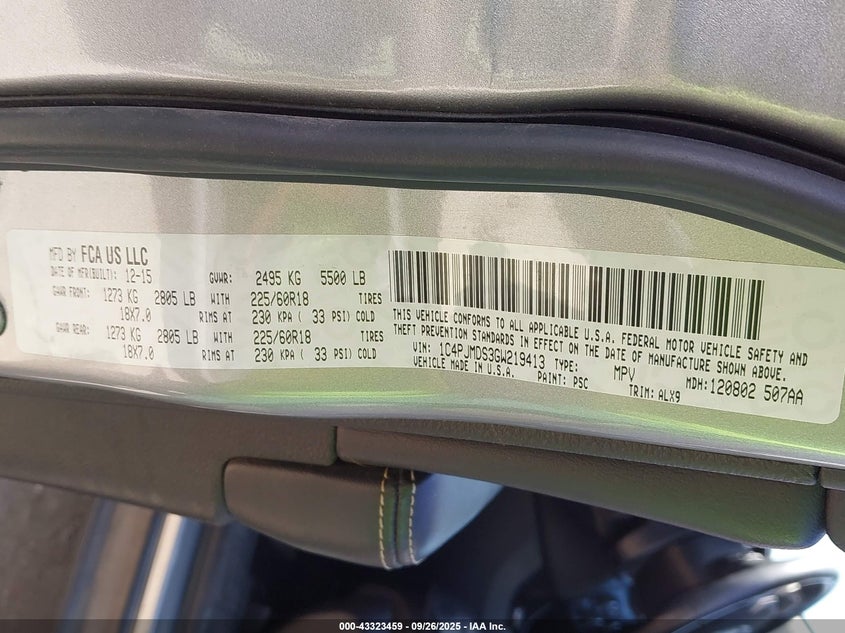 MFD BY FCA US LLC
DATE OF MFR(BUILT): 12-15 GVWR: 2495 KG 5500 LB
GAWR FRONT: 1273 KG 2805 LB WITH 225/60R18 TIRES
18X7.0 RIMS AT 230 KPA ( 33 PSI) COLD
GAWR REAR: 1273 KG 2805 LB WITH 225/60R18 TIRES
18X7.0 RIMS AT 230 KPA ( 33 PSI) COLD
THIS VEHICLE CONFORMS TO ALL APPLICABLE U.S.A. FEDERAL MOTOR VEHICLE SAFETY AND
THEFT PREVENTION STANDARDS IN EFFECT ON THE DATE OF MANUFACTURE SHOWN ABOVE.
VIN: 1C4PJMDS3GW219413 TYPE: MPV MDH: 120802 507AA
VEHICLE MADE IN U.S.A. PAINT: PSC TRIM: ALX9
000-43323459 - 09/26/2025 - IAA Inc.